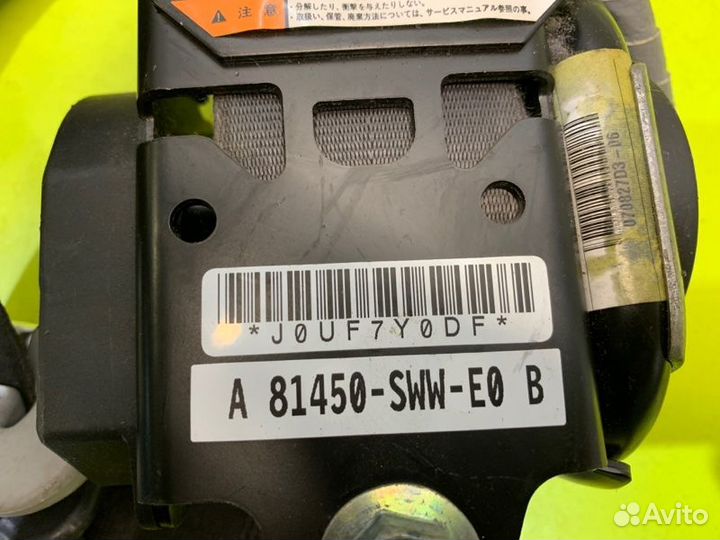 ・分解したり、衝撃を与えたりしない。
⚠ 注意
・取扱い、保管、廃棄方法については、サービスマニュアル参照の事。
070827D3-06
*J0UF7Y0DF*
A 81450-SWW-E0 B
Avito